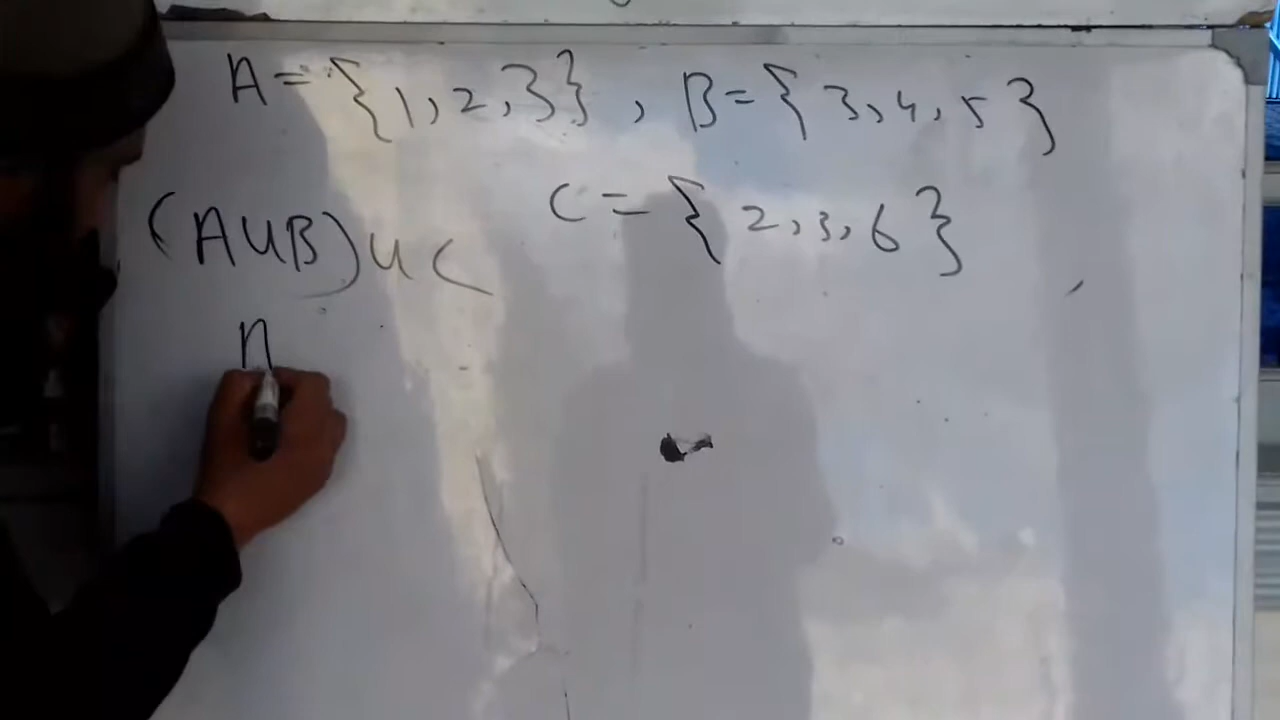 A = {1, 2, 3}, B = {3, 4, 5}
C = {2, 3, 6}
(A∪B)∪C
n